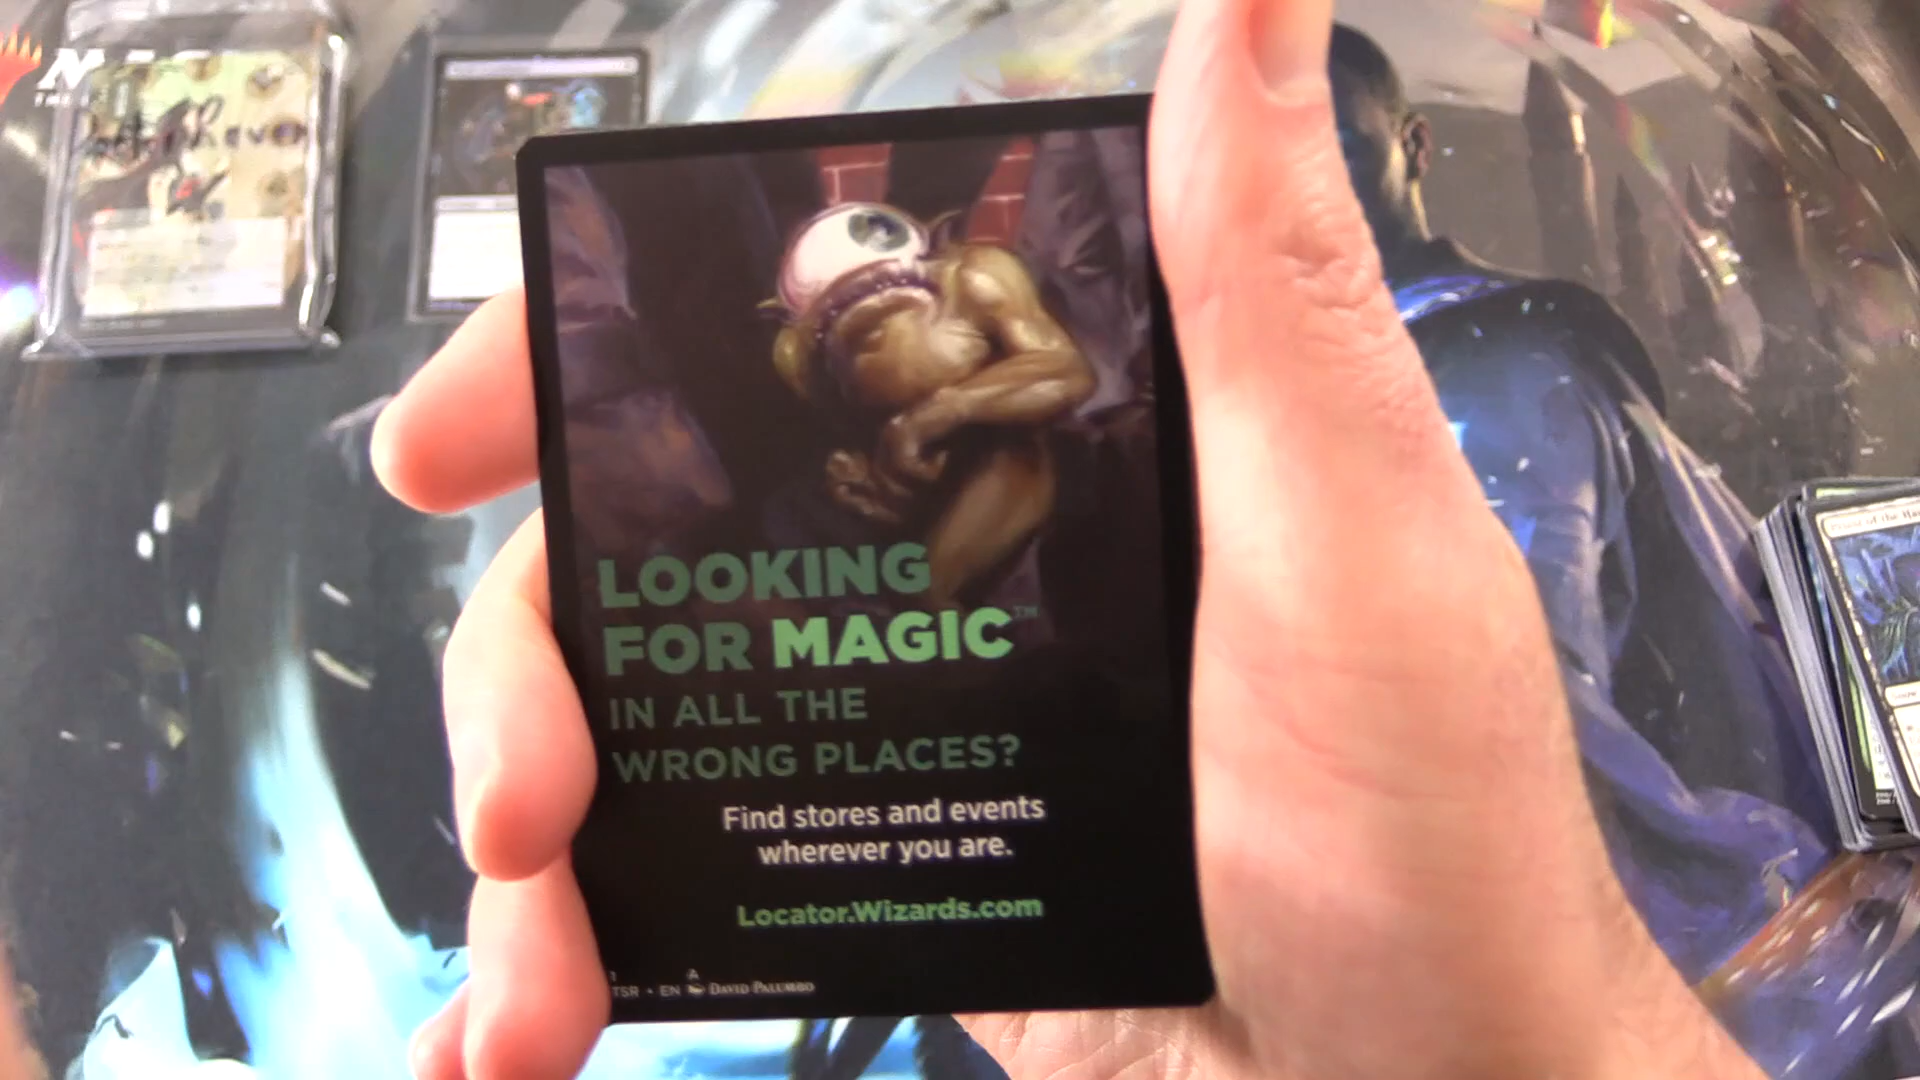 LOOKING
FOR MAGIC™
IN ALL THE
WRONG PLACES?
Find stores and events
wherever you are.
Locator.Wizards.com
1 A
TSR • EN DAVID PALUMBO